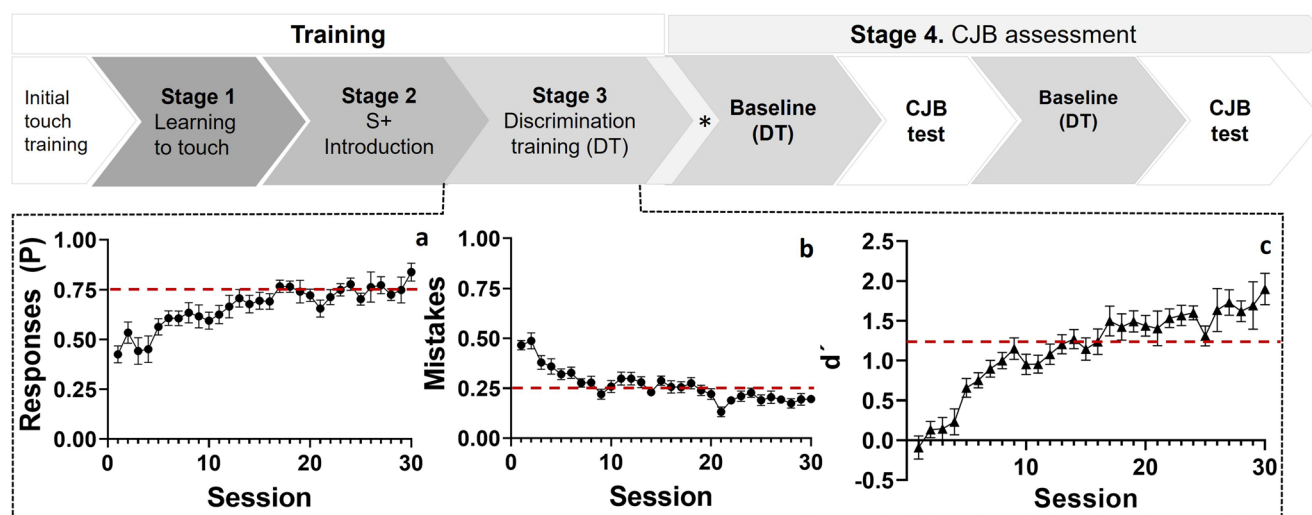 Training
Stage 4. CJB assessment
Initial
touch
training
Stage 1
Learning
to touch
Stage 2
S+
Introduction
Stage 3
Discrimination
training (DT)
*
Baseline
(DT)
CJB
test
Baseline
(DT)
CJB
test
a
Responses (P)
1.00
0.75
0.50
0.25
0.00
0 10 20 30
Session
b
Mistakes
1.00
0.75
0.50
0.25
0.00
0 10 20 30
Session
c
d´
2.5
2.0
1.5
1.0
0.5
0.0
-0.5
10 20 30
Session